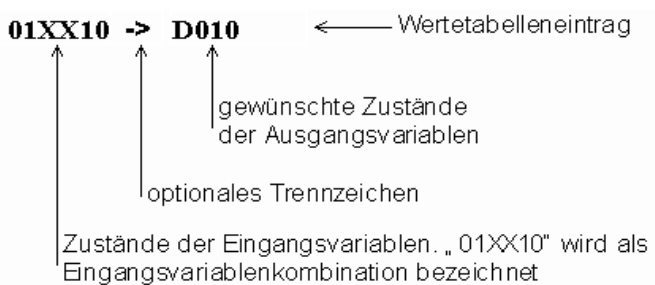 01XX10 -> D010 Wertetabelleneintrag
gewünschte Zustände
der Ausgangsvariablen
optionales Trennzeichen
Zustände der Eingangsvariablen. „ 01XX10" wird als
Eingangsvariablenkombination bezeichnet